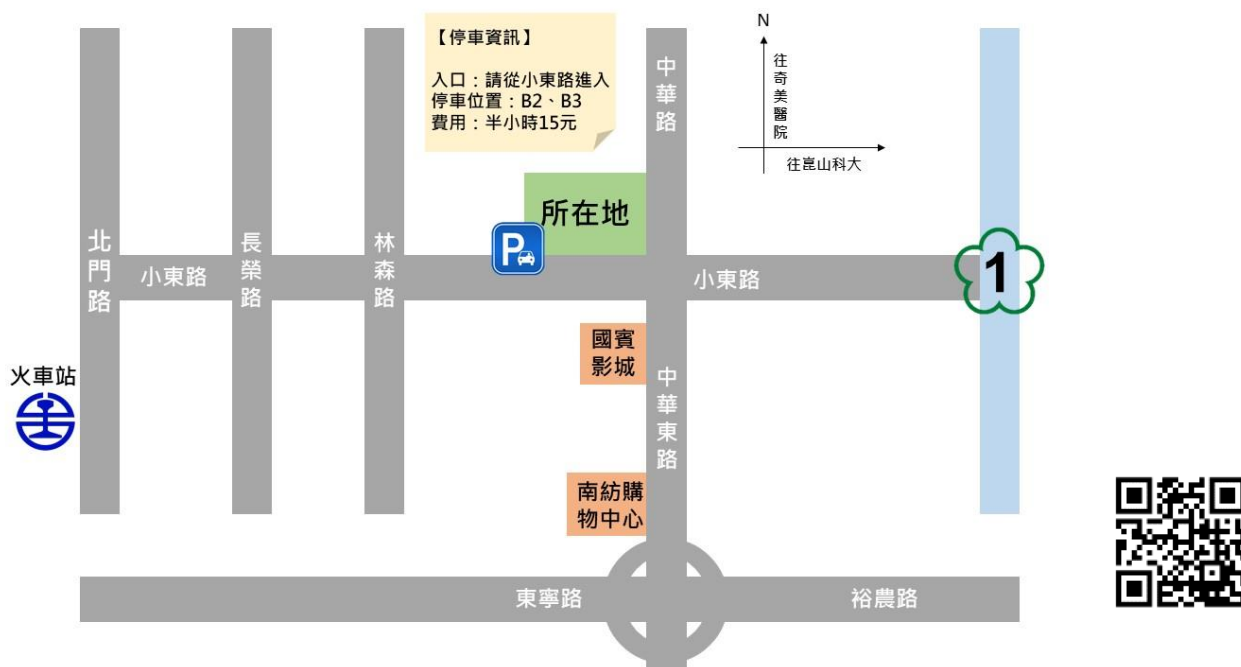 【停車資訊】
入口：請從小東路進入
停車位置：B2、B3
費用：半小時15元
N
往奇美醫院
往崑山科大
中華路
所在地
P
北門路
小東路
長榮路
林森路
小東路
1
國賓
影城
火車站
中華東路
南紡購
物中心
東寧路
裕農路